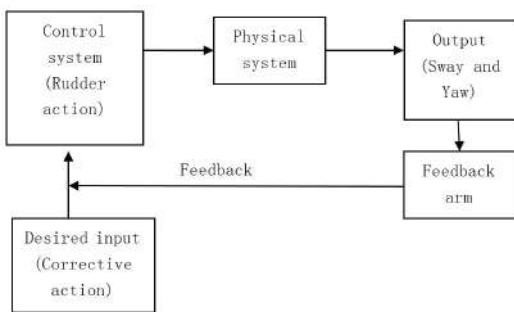 Control
system
(Rudder
action)
Physical
system
Output
(Sway and
Yaw)
Feedback
Feedback
arm
Desired input
(Corrective
action)